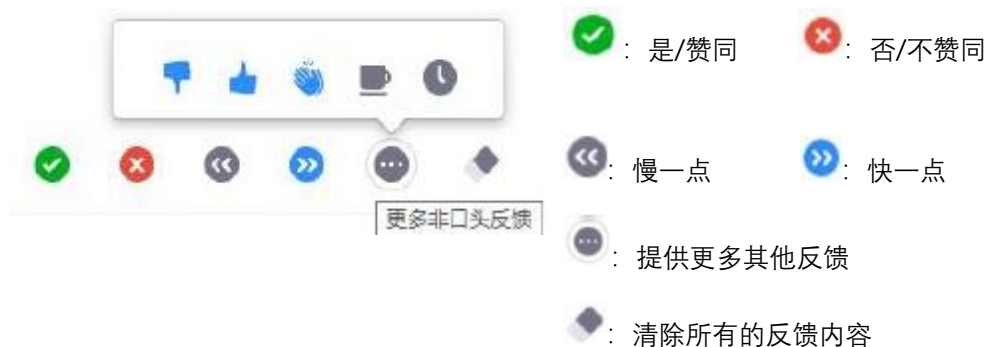 ：是/赞同
：否/不赞同
：慢一点
：快一点
更多非口头反馈
：提供更多其他反馈
：清除所有的反馈内容